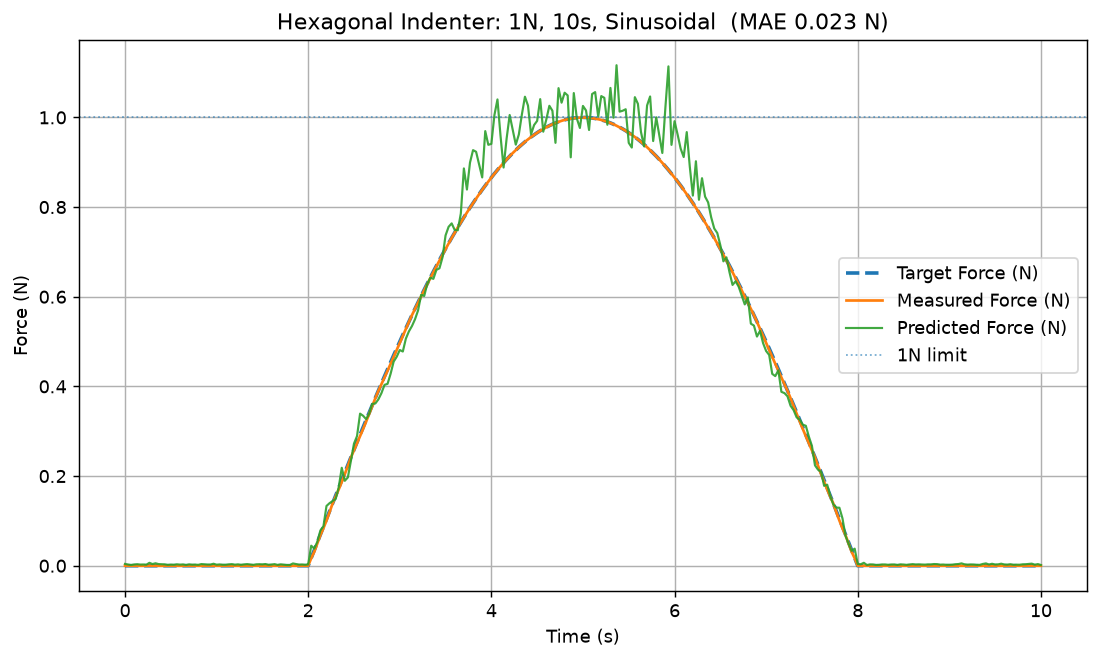 Hexagonal Indenter: 1N, 10s, Sinusoidal  (MAE 0.023 N)
Force (N)
1.0
0.8
0.6
0.4
0.2
0.0
Target Force (N)
Measured Force (N)
Predicted Force (N)
1N limit
0 2 4 6 8 10
Time (s)